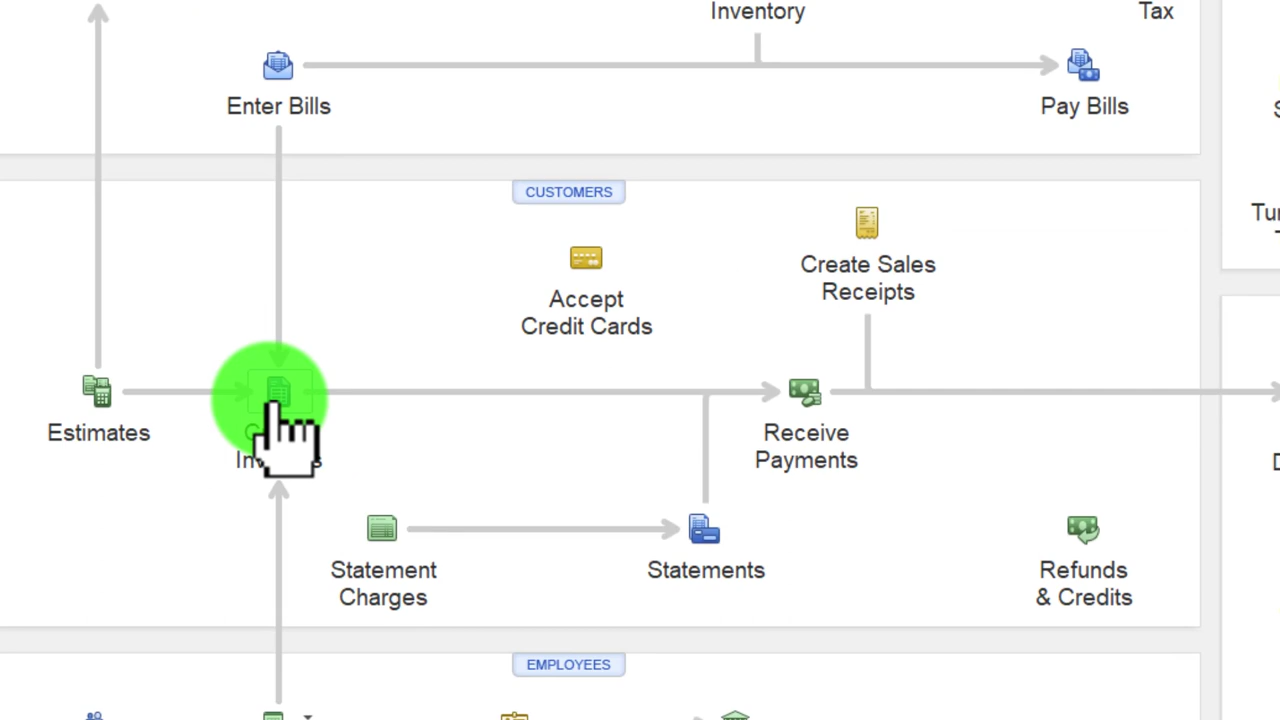 Inventory
Tax
Enter Bills
Pay Bills
CUSTOMERS
Create Sales
Receipts
Accept
Credit Cards
Estimates
Receive
Payments
Statement
Charges
Statements
Refunds
& Credits
EMPLOYEES